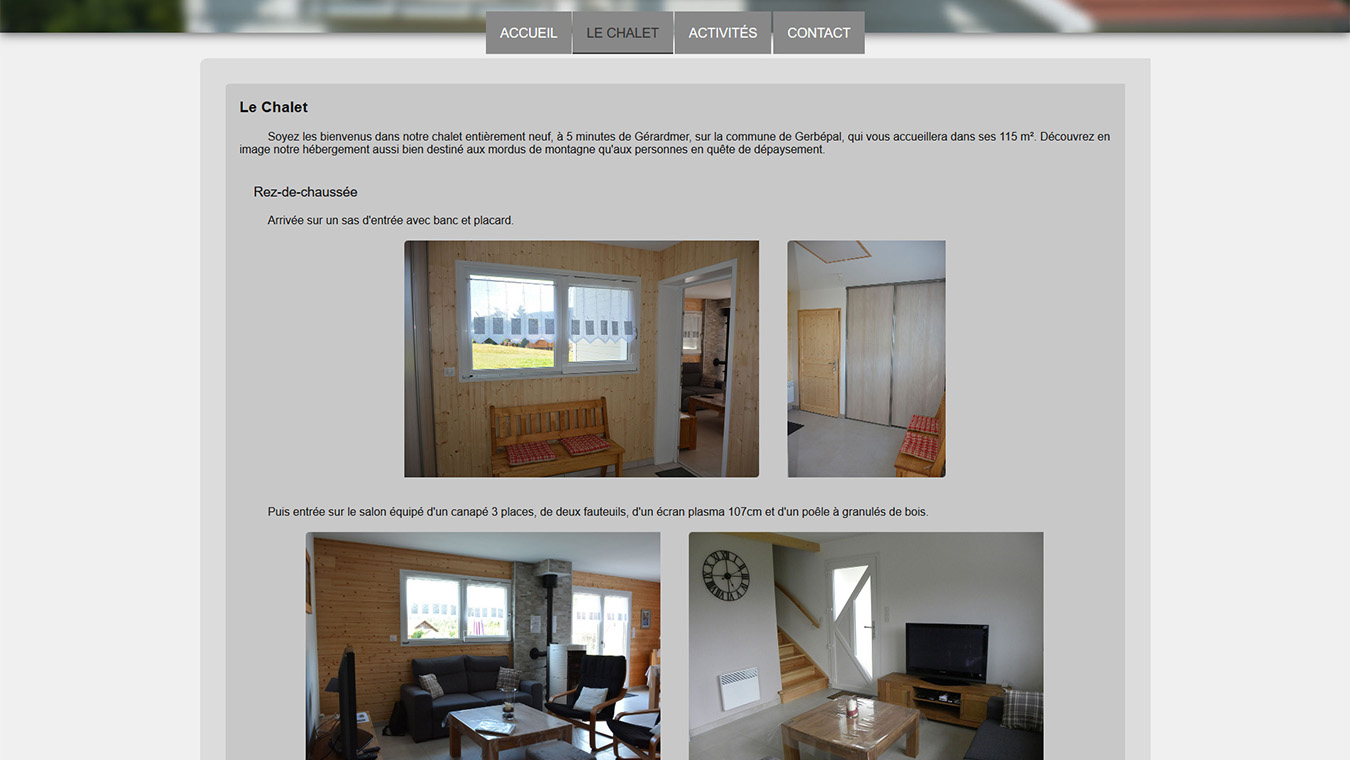 ACCUEIL LE CHALET ACTIVITÉS CONTACT
Le Chalet
Soyez les bienvenus dans notre chalet entièrement neuf, à 5 minutes de Gérardmer, sur la commune de Gerbépal, qui vous accueillera dans ses 115 m². Découvrez en
image notre hébergement aussi bien destiné aux mordus de montagne qu'aux personnes en quête de dépaysement.
Rez-de-chaussée
Arrivée sur un sas d'entrée avec banc et placard.
Puis entrée sur le salon équipé d'un canapé 3 places, de deux fauteuils, d'un écran plasma 107cm et d'un poêle à granulés de bois.